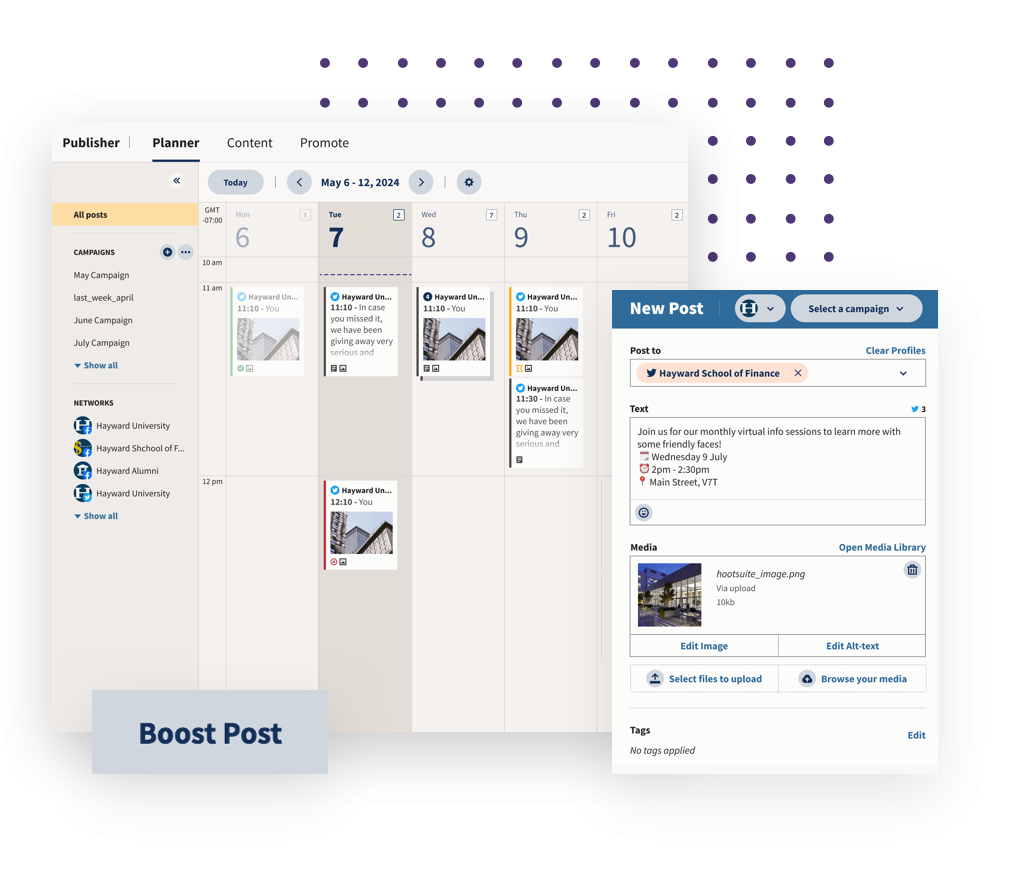 Publisher
Planner
Content
Promote
Today
May 6 - 12, 2024
All posts
CAMPAIGNS
May Campaign
last_week_april
June Campaign
July Campaign
Show all
NETWORKS
Hayward University
Hayward Shchool of F...
Hayward Alumni
Hayward University
Show all
GMT
-07:00
Mon 1
6
Tue 2
7
Wed 7
8
Thu 2
9
Fri 2
10
10 am
11 am
12 pm
Hayward Un...
11:10 - You
Hayward Un...
11:10 - In case
you missed it,
we have been
giving away very
serious and
Hayward Un...
12:10 - You
4 Hayward Un...
11:10 - You
Hayward Un...
11:10 - You
Hayward Un...
11:30 - In case
you missed it,
we have been
giving away very
serious and
Boost Post
New Post
H
Select a campaign
Post to
Clear Profiles
Hayward School of Finance
Text
3
Join us for our monthly virtual info sessions to learn more with
some friendly faces!
🗓️ Wednesday 9 July
⏰ 2pm - 2:30pm
📍 Main Street, V7T
Media
Open Media Library
hootsuite_image.png
Via upload
10kb
Edit Image
Edit Alt-text
Select files to upload
Browse your media
Tags
Edit
No tags applied